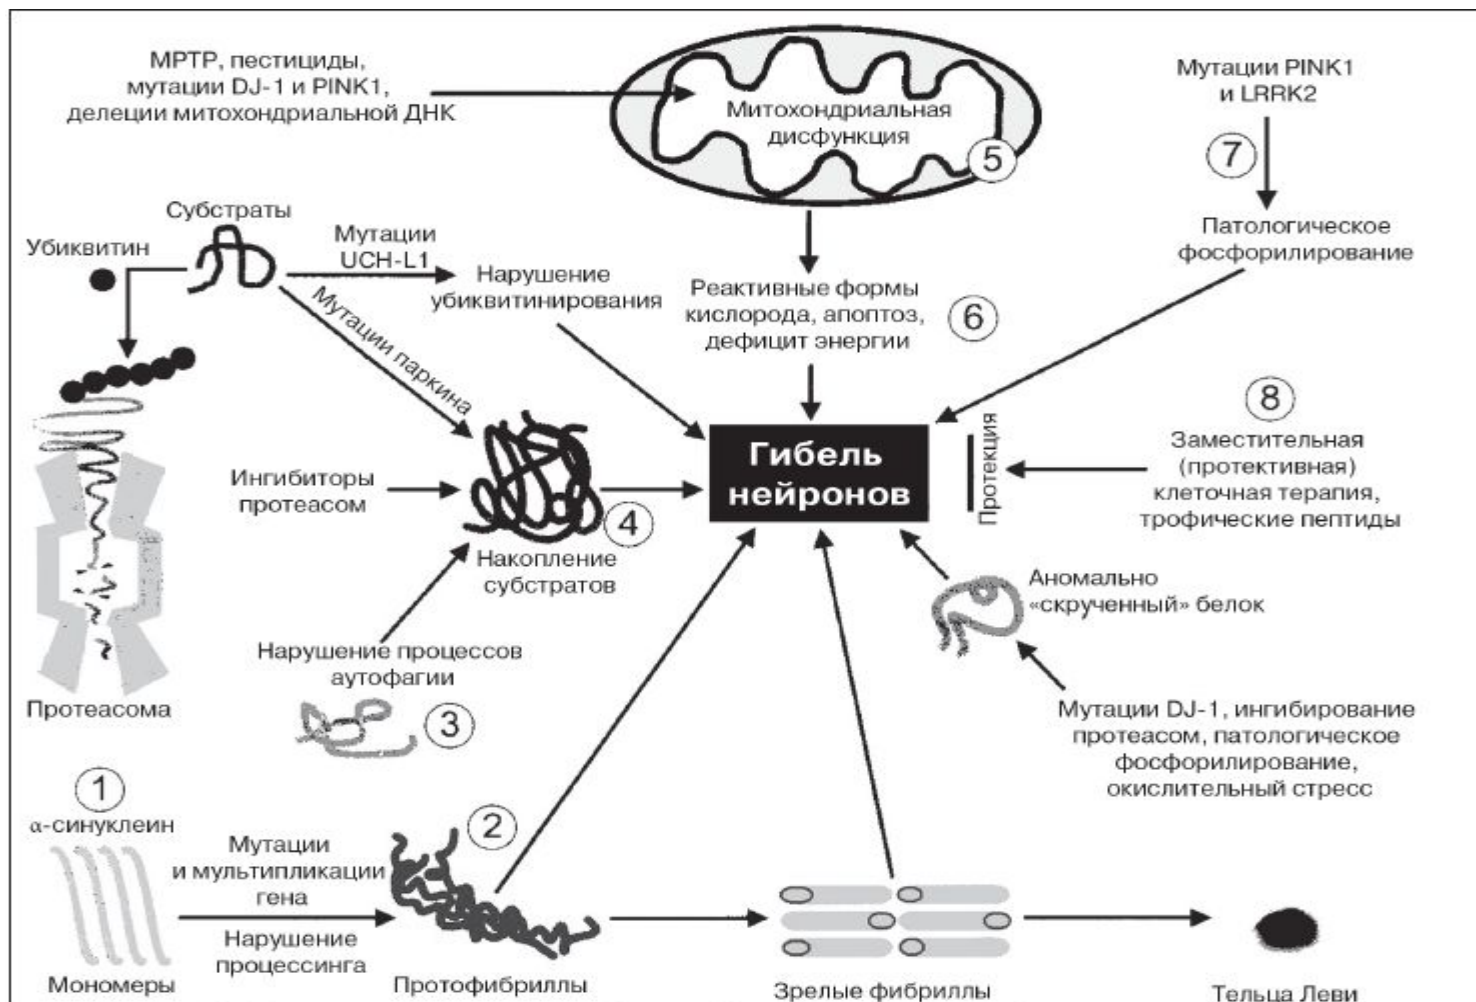 МРТР, пестициды,
мутации DJ-1 и PINK1,
делеции митохондриальной ДНК
Митохондриальная
дисфункция
5
Мутации PINK1
и LRRK2
7
Патологическое
фосфорилирование
Субстраты
Убиквитин
Мутации
UCH-L1
Нарушение
убиквитинирования
Мутации паркина
Реактивные формы
кислорода, апоптоз,
дефицит энергии
6
8
Заместительная
(протективная)
клеточная терапия,
трофические пептиды
Протекция
Гибель
нейронов
Ингибиторы
протеасом
4
Накопление
субстратов
Аномально
«скрученный» белок
Нарушение процессов
аутофагии
3
Протеасома
Мутации DJ-1, ингибирование
протеасом, патологическое
фосфорилирование,
окислительный стресс
1
α-синуклеин
Мутации
и мультипликации
гена
Нарушение
процессинга
2
Мономеры
Протофибриллы
Зрелые фибриллы
Тельца Леви